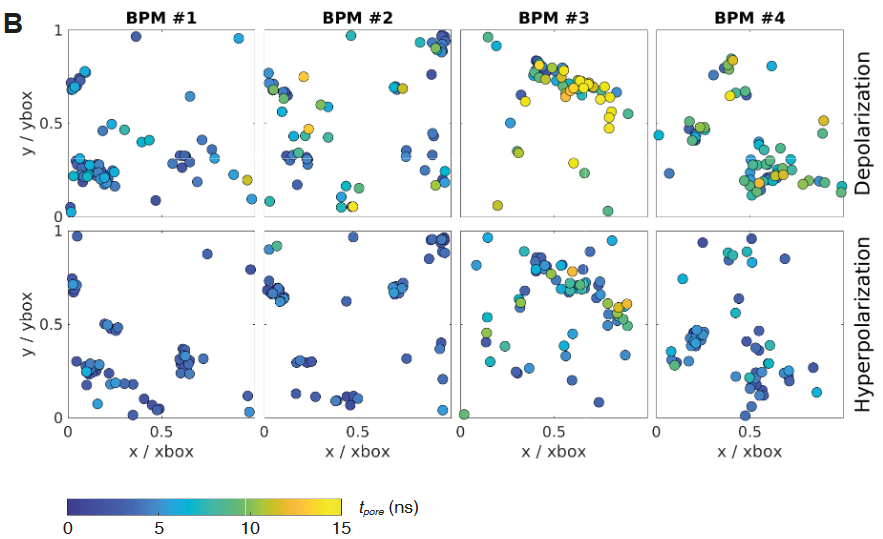 B
BPM #1 BPM #2 BPM #3 BPM #4
1
0.5
0
y / ybox
Depolarization
1
0.5
0
y / ybox
Hyperpolarization
0 0.5 0 0.5 0 0.5 0 0.5
x / xbox x / xbox x / xbox x / xbox
tpore (ns)
0 5 10 15